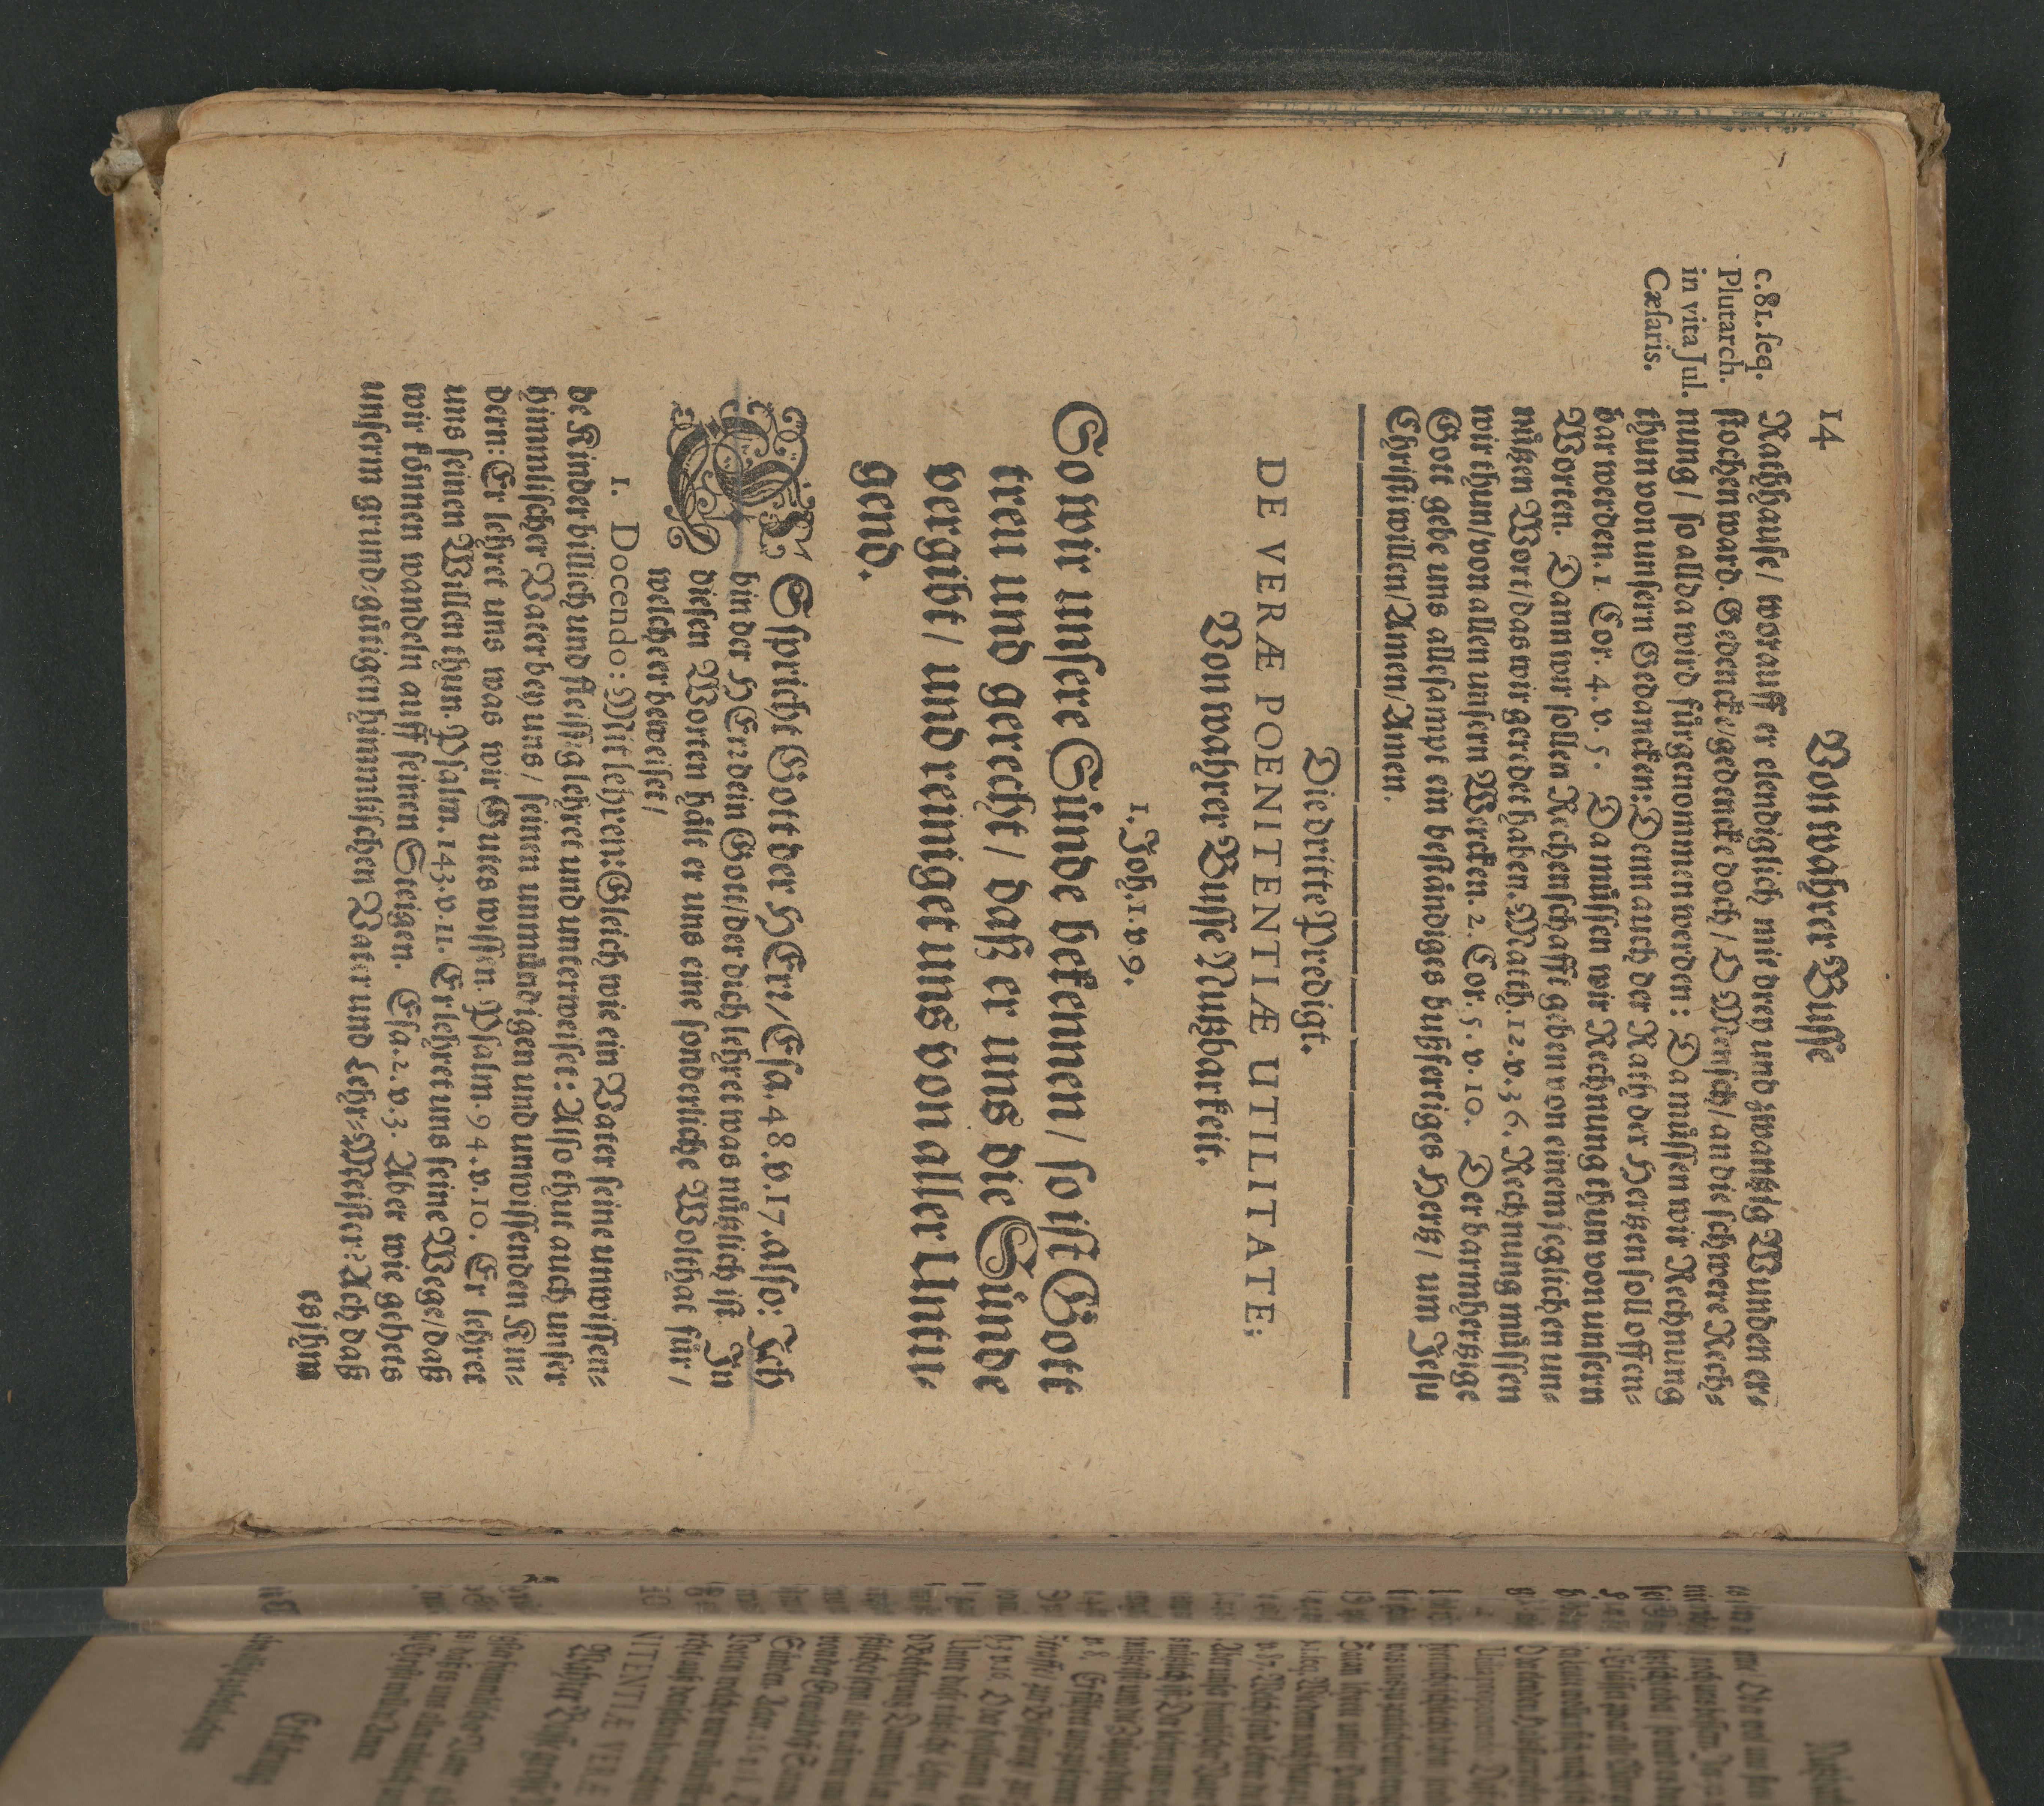 14 Von wahrer Busse
c. 81. seq.
Plutarch.
in vita Jul.
Cæsaris.
Rathhause/ worauff er elendiglich mit drey und zwantzig Wunden er-
stochen ward. Gedencke/ gedencke doch/ O Mensch/ an die schwere Rech-
nung/ so allda wird fürgenommen werden: Da müssen wir Rechnung
thun von unsern Gedancken: Denn auch der Rath der Hertzen soll offen-
bar werden. 1 Cor. 4. v. 5. Da müssen wir Rechnung thun von unsern
Worten. Dann wir sollen Rechenschafft geben von einem jeglichen un-
nützen Wort/ das wir geredet haben. Matth. 12. v. 36. Rechnung müssen
wir thun/ von allen unsern Wercken. 2. Cor. 5. v. 10. Der barmhertzige
Gott gebe uns allesampt ein beständiges bußfertiges Hertz/ um Jesu
Christi willen/ Amen/ Amen.
Die dritte Predigt.
DE VERÆ POENITENTIÆ UTILITATE;
Von wahrer Busse Nutzbarkeit.
1. Joh. 1. v. 9.
So wir unsere Sünde bekennen/ so ist Gott
treu und gerecht/ daß er uns die Sünde
vergibt/ und reiniget uns von aller Untu-
gend.
ES spricht Gott der HErr/ Esa. 48. v. 17. also: Ich
bin der HErr dein Gott/ der dich lehret was nützlich ist. In
diesen Worten hält er uns eine sonderliche Wolthat für/
welche er beweiset/
1. Docendo: Mit lehren: Gleich wie ein Vater seine unwissen-
de Kinder billich und fleissig lehret und unterweiset: Also thut auch unser
himmlischer Vater bey uns/ seinen unmündigen und unwissenden Kin-
dern: Er lehret uns was wir Gutes wissen. Psalm. 94. v. 10. Er lehret
uns seinen Willen thun. Psalm. 143. v. 11. Er lehret uns seine Wege/ daß
wir können wandeln auff seinen Steigen. Esa. 2. v. 3. Aber wie gehets
unserm grund-gütigen himmlischen Vater und Lehr-Meister: Ach daß
es ihm